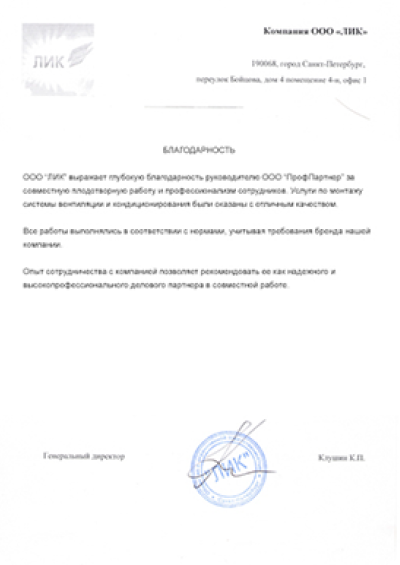 ЛИК
Компания ООО «ЛИК»
190068, город Санкт-Петербург,
переулок Бойцова, дом 4 помещение 4-н, офис 1
БЛАГОДАРНОСТЬ
ООО "ЛИК" выражает глубокую благодарность руководителю ООО "ПрофПартнер" за
совместную плодотворную работу и профессионализм сотрудников. Услуги по монтажу
системы вентиляции и кондиционирования были оказаны с отличным качеством.
Все работы выполнялись в соответствии с нормами, учитывая требования бренда нашей
компании.
Опыт сотрудничества с компанией позволяет рекомендовать ее как надежного и
высокопрофессионального делового партнера в совместной работе.
Генеральный директор
"ЛИК"
Клушин К.П.